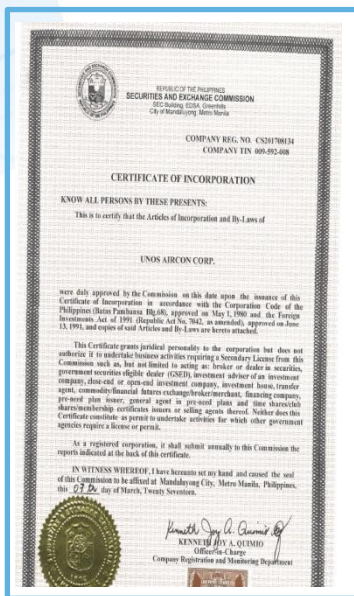 REPUBLIC OF THE PHILIPPINES
SECURITIES AND EXCHANGE COMMISSION
SEC Building, EDSA, Greenhills
City of Mandaluyong, Metro Manila
COMPANY REG. NO. CS201708134
COMPANY TIN 009-592-008
CERTIFICATE OF INCORPORATION
KNOW ALL PERSONS BY THESE PRESENTS:
This is to certify that the Articles of Incorporation and By-Laws of
UNOS AIRCON CORP.
were duly approved by the Commission on this date upon the issuance of this
Certificate of Incorporation in accordance with the Corporation Code of the
Philippines (Batas Pambansa Blg.68), approved on May 1, 1980 and the Foreign
Investments Act of 1991 (Republic Act No. 7042, as amended), approved on June
13, 1991, and copies of said Articles and By-Laws are hereto attached.
This Certificate grants juridical personality to the corporation but does not
authorize it to undertake business activities requiring a Secondary License from this
Commission such as, but not limited to acting as: broker or dealer in securities,
government securities eligible dealer (GSED), investment adviser of an investment
company, close-end or open-end investment company, investment house, transfer
agent, commodity/financial futures exchange/broker/merchant, financing company,
pre-need plan issuer, general agent in pre-need plans and time shares/club
shares/membership certificates issuers or selling agents thereof. Neither does this
Certificate constitute as permit to undertake activities for which other government
agencies require a license or permit.
As a registered corporation, it shall submit annually to this Commission the
reports indicated at the back of this certificate.
IN WITNESS WHEREOF, I have hereunto set my hand and caused the seal
of this Commission to be affixed at Mandaluyong City, Metro Manila, Philippines,
this 07th day of March, Twenty Seventeen.
Kenneth Joy A. Quimio
KENNETH JOY A. QUIMIO
Officer-in-Charge
Company Registration and Monitoring Department